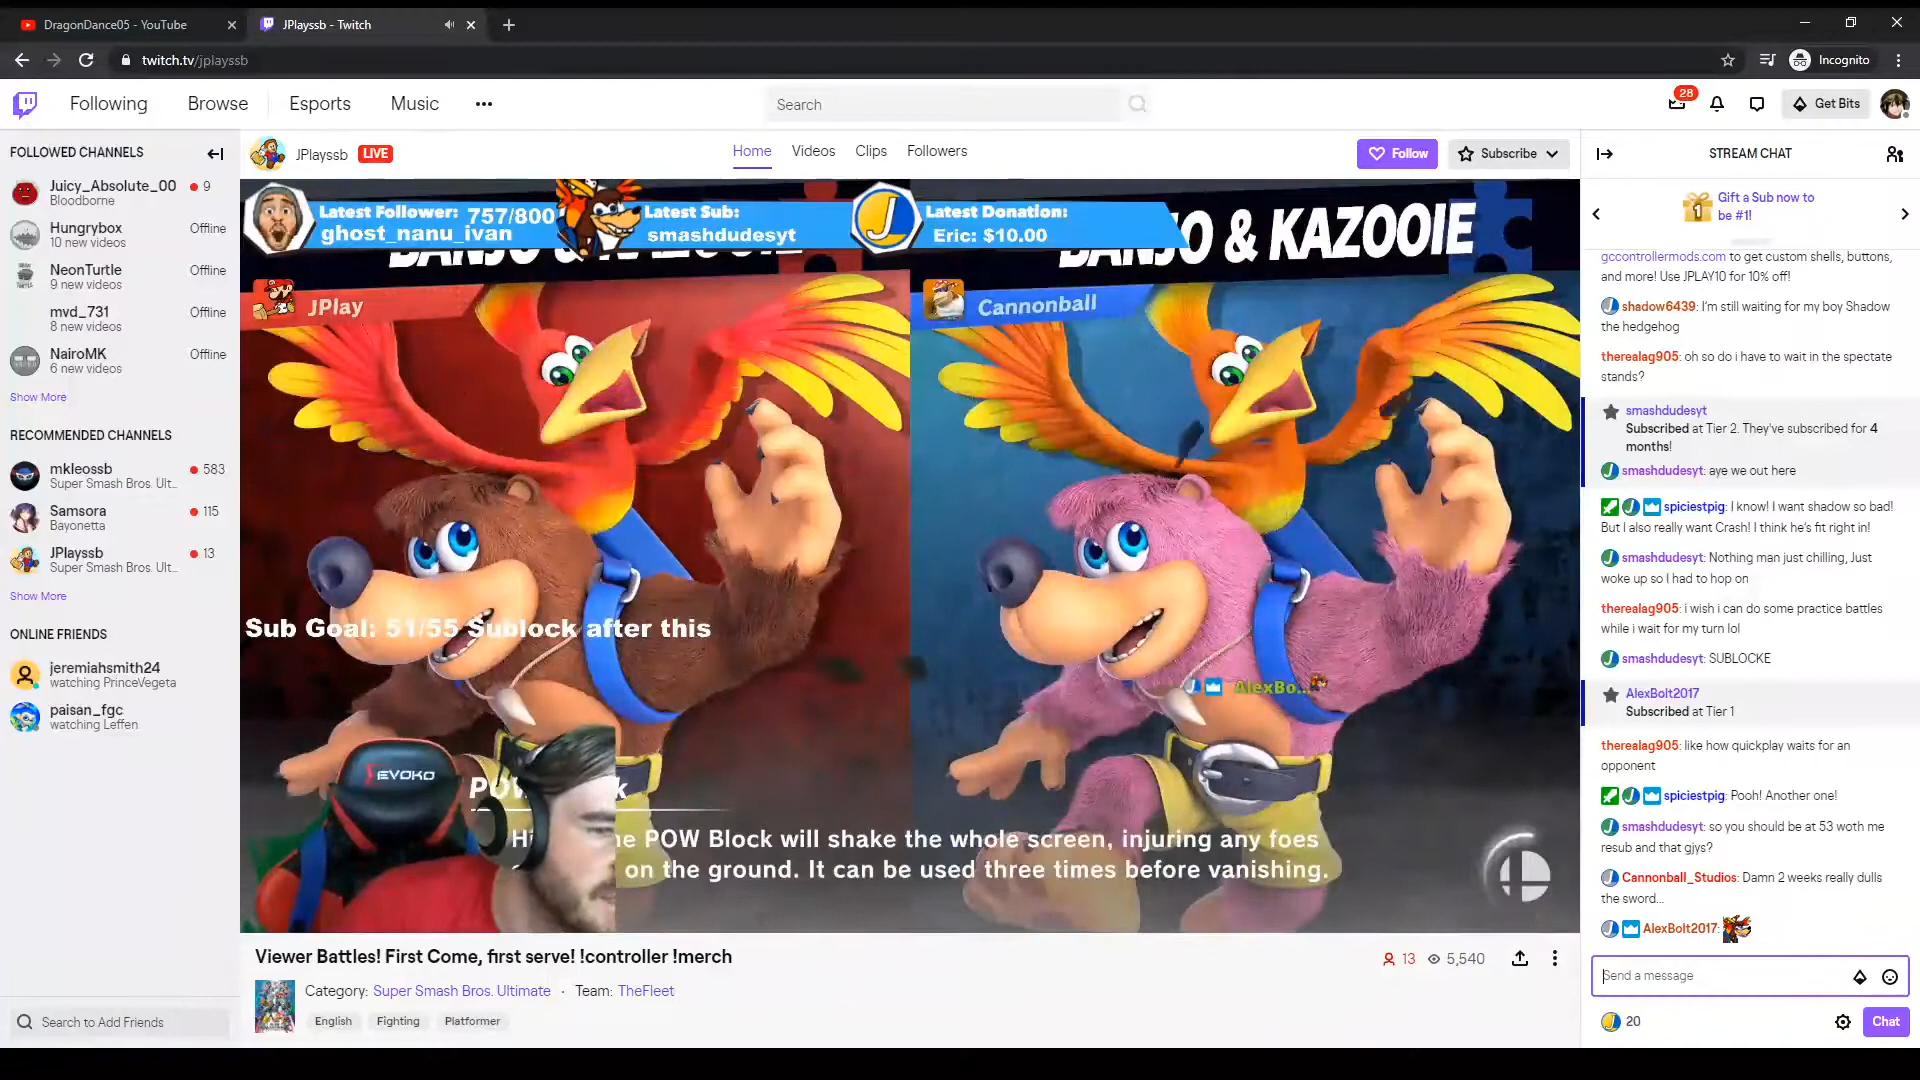 DragonDance05 - YouTube
JPlayssb - Twitch
twitch.tv/jplayssb
Incognito
Following
Browse
Esports
Music
Search
28
Get Bits
FOLLOWED CHANNELS
Juicy_Absolute_00
9
Bloodborne
Hungrybox
Offline
10 new videos
NeonTurtle
Offline
9 new videos
mvd_731
Offline
8 new videos
NairoMK
Offline
6 new videos
Show More
RECOMMENDED CHANNELS
mkleossb
583
Super Smash Bros. Ult...
Samsora
115
Bayonetta
JPlayssb
13
Super Smash Bros. Ult...
Show More
ONLINE FRIENDS
jeremiahsmith24
watching PrinceVegeta
paisan_fgc
watching Leffen
Search to Add Friends
JPlayssb
LIVE
Home
Videos
Clips
Followers
Follow
Subscribe
Latest Follower: 757/800
ghost_nanu_ivan
Latest Sub:
smashdudesyt
Latest Donation:
Eric: $10.00
BANJO & KAZOOIE
O & KAZOOIE
JPlay
Cannonball
Sub Goal: 51/55 Sublock after this
AlexBo...
EVOKO
PO
k
Hi
he POW Block will shake the whole screen, injuring any foes
on the ground. It can be used three times before vanishing.
Viewer Battles! First Come, first serve! !controller !merch
13
5,540
Category: Super Smash Bros. Ultimate · Team: TheFleet
English
Fighting
Platformer
STREAM CHAT
1
Gift a Sub now to
be #1!
gccontrollermods.com to get custom shells, buttons,
and more! Use JPLAY10 for 10% off!
shadow6439: I'm still waiting for my boy Shadow
the hedgehog
therealag905: oh so do i have to wait in the spectate
stands?
smashdudesyt
Subscribed at Tier 2. They've subscribed for 4
months!
smashdudesyt: aye we out here
spiciestpig: I know! I want shadow so bad!
But I also really want Crash! I think he's fit right in!
smashdudesyt: Nothing man just chilling, Just
woke up so I had to hop on
therealag905: i wish i can do some practice battles
while i wait for my turn lol
smashdudesyt: SUBLOCKE
AlexBolt2017
Subscribed at Tier 1
therealag905: like how quickplay waits for an
opponent
spiciestpig: Pooh! Another one!
smashdudesyt: so you should be at 53 woth me
resub and that gjys?
Cannonball_Studios: Damn 2 weeks really dulls
the sword...
AlexBolt2017:
Send a message
20
Chat